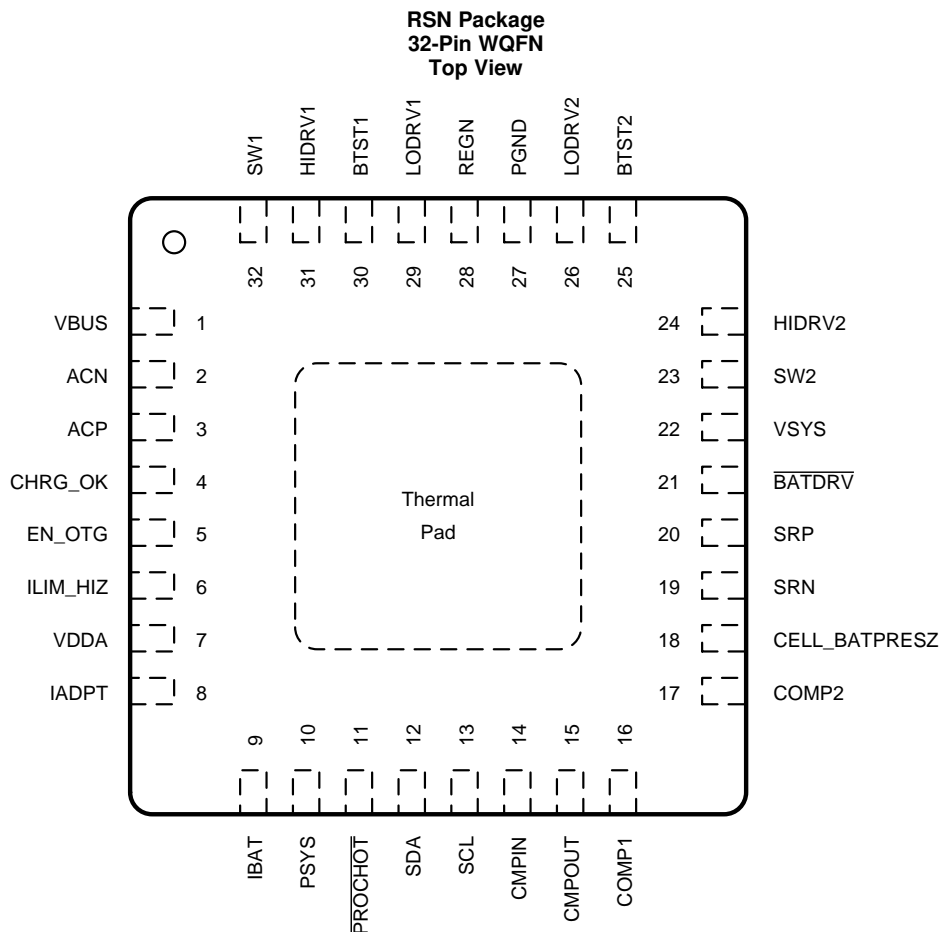 RSN Package
32-Pin WQFN
Top View
SW1
HIDRV1
BTST1
LODRV1
REGN
PGND
LODRV2
BTST2
32
31
30
29
28
27
26
25
VBUS 1
ACN 2
ACP 3
CHRG_OK 4
EN_OTG 5
ILIM_HIZ 6
VDDA 7
IADPT 8
Thermal
Pad
24 HIDRV2
23 SW2
22 VSYS
21 BATDRV
20 SRP
19 SRN
18 CELL_BATPRESZ
17 COMP2
9
10
11
12
13
14
15
16
IBAT
PSYS
PROCHOT
SDA
SCL
CMPIN
CMPOUT
COMP1